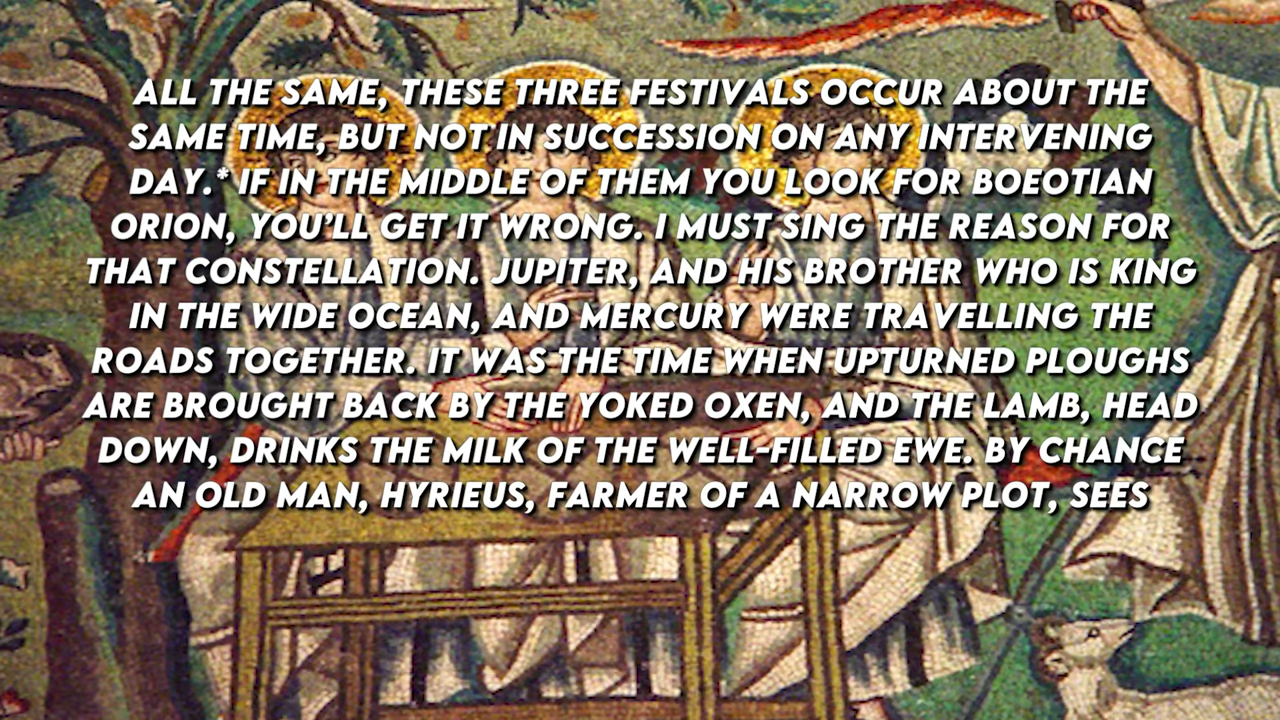 ALL THE SAME, THESE THREE FESTIVALS OCCUR ABOUT THE
SAME TIME, BUT NOT IN SUCCESSION ON ANY INTERVENING
DAY.* IF IN THE MIDDLE OF THEM YOU LOOK FOR BOEOTIAN
ORION, YOU'LL GET IT WRONG. I MUST SING THE REASON FOR
THAT CONSTELLATION. JUPITER, AND HIS BROTHER WHO IS KING
IN THE WIDE OCEAN, AND MERCURY WERE TRAVELLING THE
ROADS TOGETHER. IT WAS THE TIME WHEN UPTURNED PLOUGHS
ARE BROUGHT BACK BY THE YOKED OXEN, AND THE LAMB, HEAD
DOWN, DRINKS THE MILK OF THE WELL-FILLED EWE. BY CHANCE
AN OLD MAN, HYRIEUS, FARMER OF A NARROW PLOT, SEES